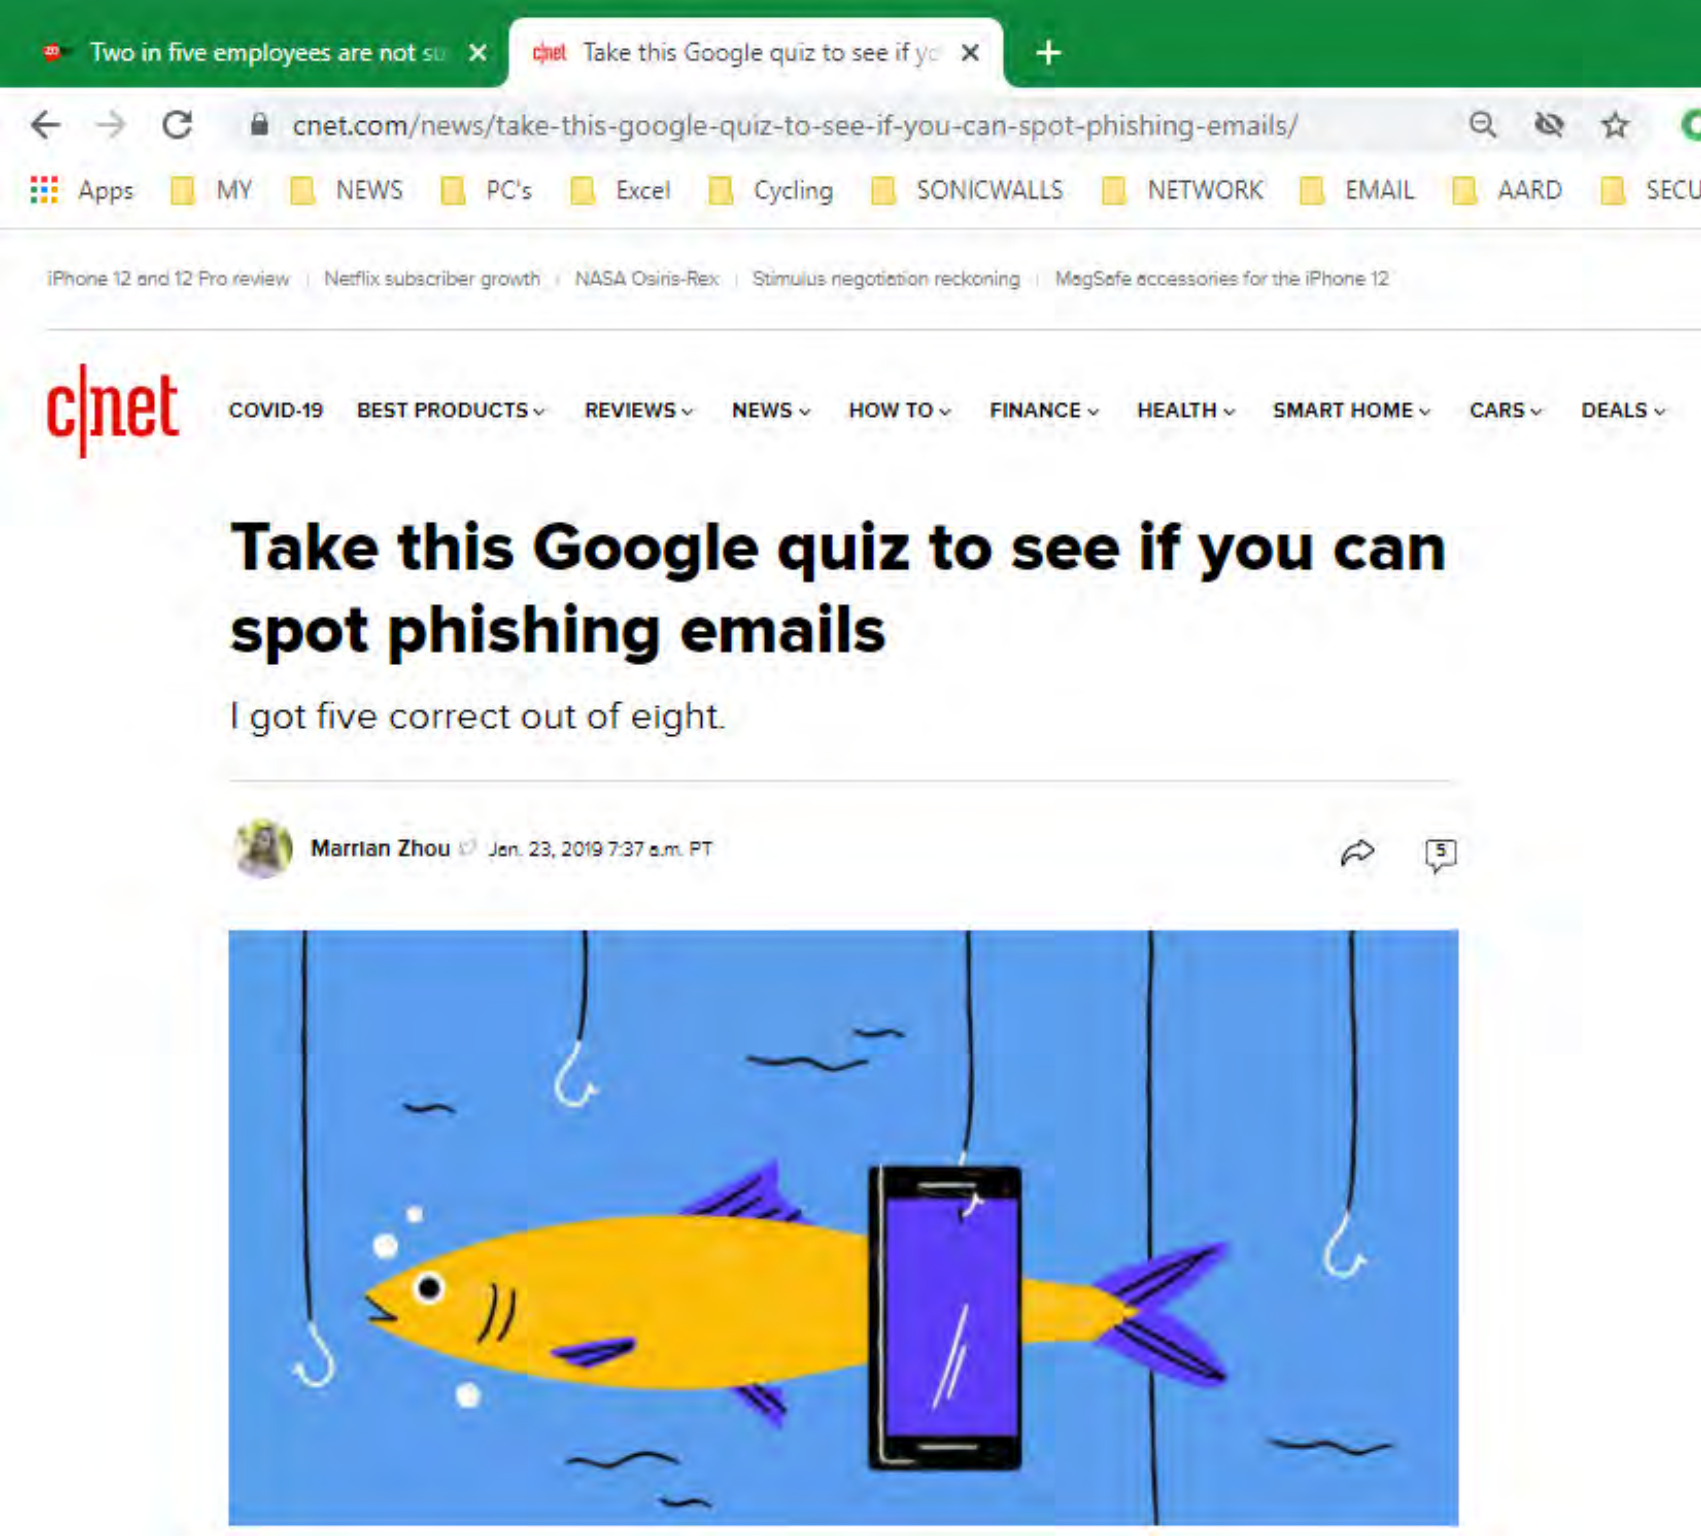 Two in five employees are not su
cnet Take this Google quiz to see if yo
cnet.com/news/take-this-google-quiz-to-see-if-you-can-spot-phishing-emails/
Apps MY NEWS PC's Excel Cycling SONICWALLS NETWORK EMAIL AARD SECU
iPhone 12 and 12 Pro review Netflix subscriber growth NASA Osiris-Rex Stimulus negotiation reckoning MagSafe accessories for the iPhone 12
c|net COVID-19 BEST PRODUCTS REVIEWS NEWS HOW TO FINANCE HEALTH SMART HOME CARS DEALS
Take this Google quiz to see if you can
spot phishing emails
I got five correct out of eight.
Marrian Zhou Jan. 23, 2019 7:37 a.m. PT 5